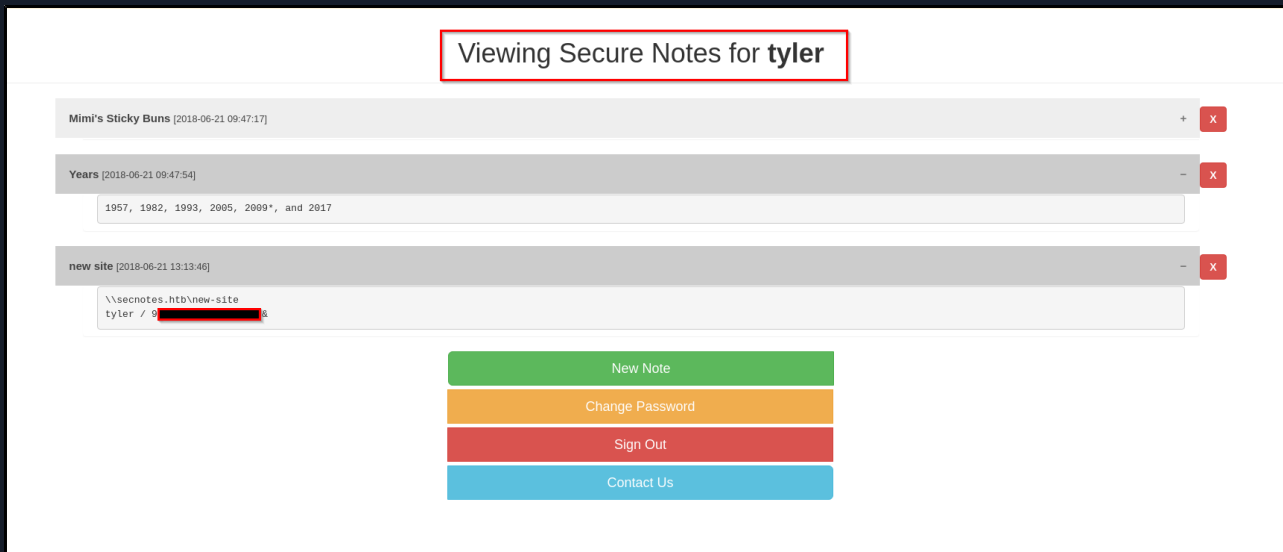 Viewing Secure Notes for tyler
Mimi's Sticky Buns [2018-06-21 09:47:17] + X
Years [2018-06-21 09:47:54] − X
1957, 1982, 1993, 2005, 2009*, and 2017
new site [2018-06-21 13:13:46] − X
\\secnotes.htb\new-site
tyler / 9 &
New Note
Change Password
Sign Out
Contact Us